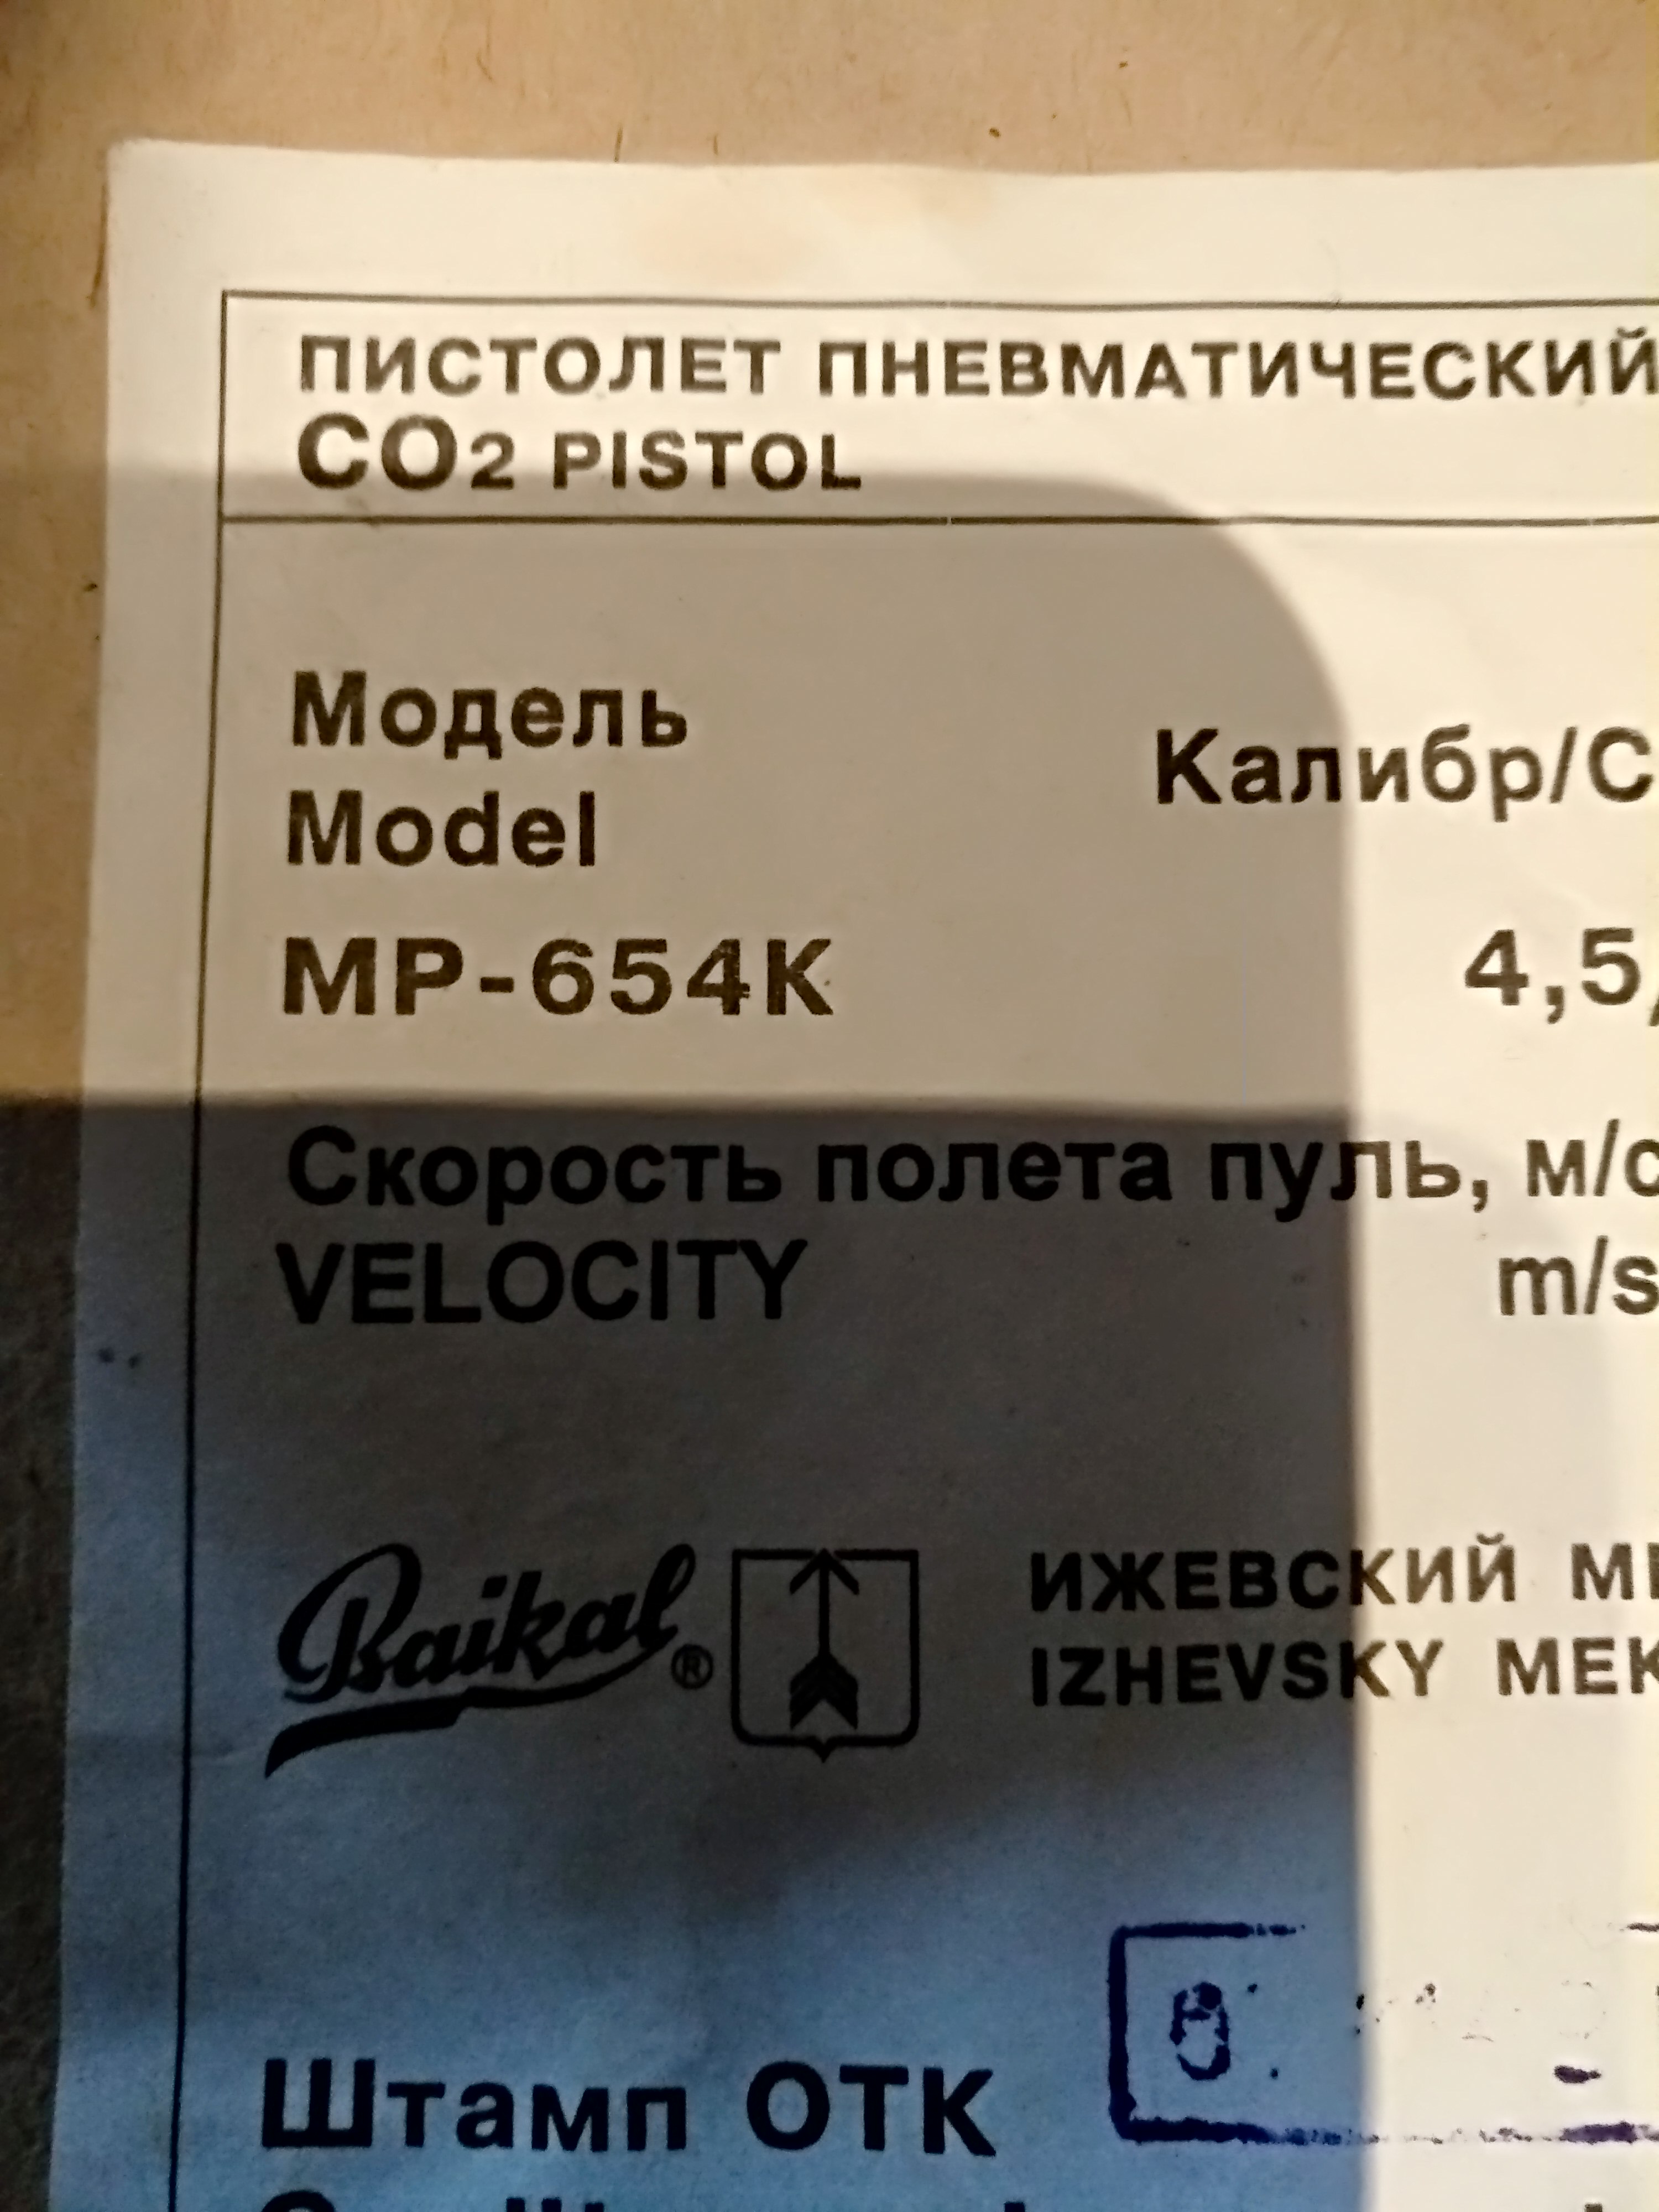 ПИСТОЛЕТ ПНЕВМАТИЧЕСКИЙ
CO2 PISTOL
Модель
Model
Калибр/C
MP-654K
4,5,
Скорость полета пуль, м/с
VELOCITY
m/s
Baikal®
ИЖЕВСКИЙ
IZHEVSKY MEK
Штамп ОТК